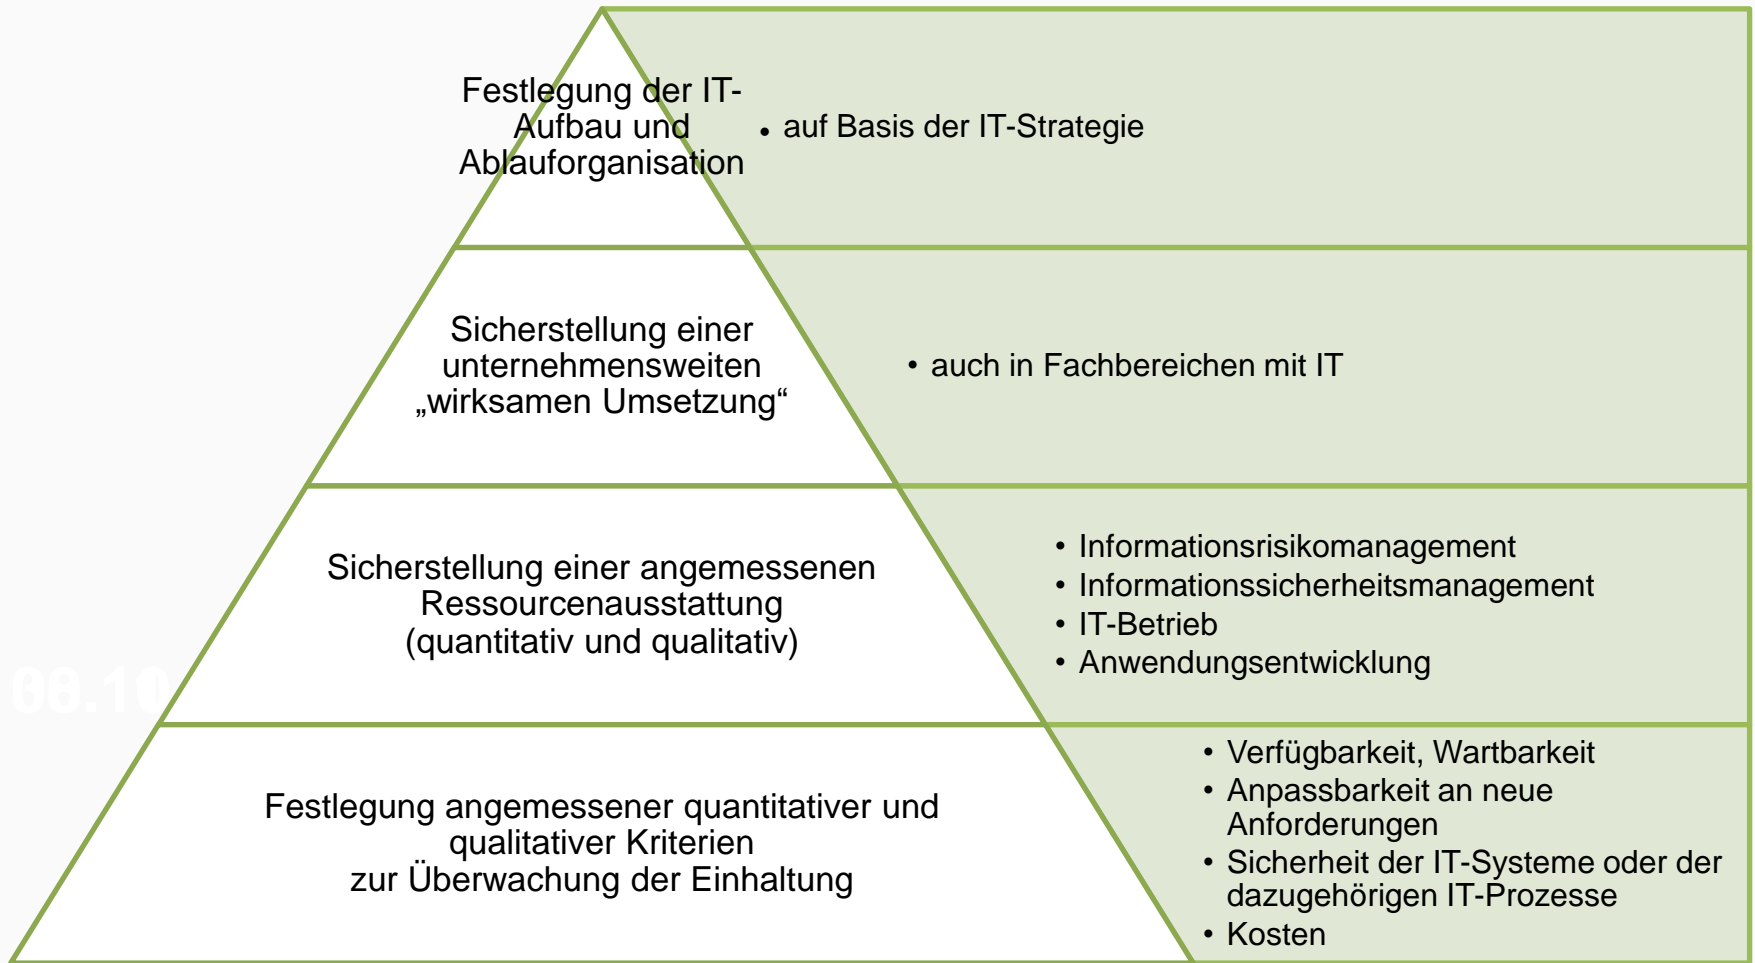 Festlegung der IT-
Aufbau und
Ablauforganisation
• auf Basis der IT-Strategie
Sicherstellung einer
unternehmensweiten
„wirksamen Umsetzung“
• auch in Fachbereichen mit IT
Sicherstellung einer angemessenen
Ressourcenausstattung
(quantitativ und qualitativ)
• Informationsrisikomanagement
• Informationssicherheitsmanagement
• IT-Betrieb
• Anwendungsentwicklung
Festlegung angemessener quantitativer und
qualitativer Kriterien
zur Überwachung der Einhaltung
• Verfügbarkeit, Wartbarkeit
• Anpassbarkeit an neue
Anforderungen
• Sicherheit der IT-Systeme oder der
dazugehörigen IT-Prozesse
• Kosten